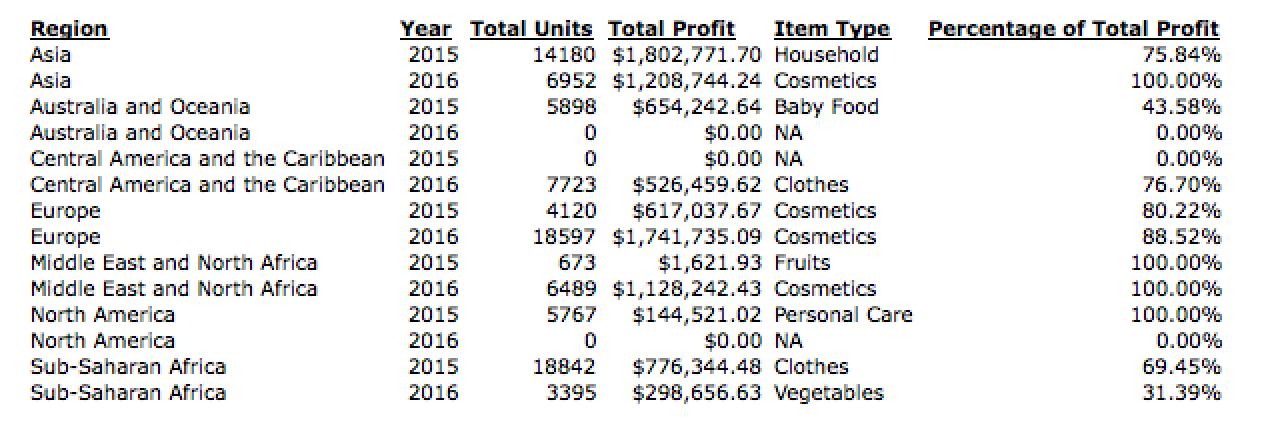 Region Year Total Units Total Profit Item Type Percentage of Total Profit
Asia 2015 14180 $1,802,771.70 Household 75.84%
Asia 2016 6952 $1,208,744.24 Cosmetics 100.00%
Australia and Oceania 2015 5898 $654,242.64 Baby Food 43.58%
Australia and Oceania 2016 0 $0.00 NA 0.00%
Central America and the Caribbean 2015 0 $0.00 NA 0.00%
Central America and the Caribbean 2016 7723 $526,459.62 Clothes 76.70%
Europe 2015 4120 $617,037.67 Cosmetics 80.22%
Europe 2016 18597 $1,741,735.09 Cosmetics 88.52%
Middle East and North Africa 2015 673 $1,621.93 Fruits 100.00%
Middle East and North Africa 2016 6489 $1,128,242.43 Cosmetics 100.00%
North America 2015 5767 $144,521.02 Personal Care 100.00%
North America 2016 0 $0.00 NA 0.00%
Sub-Saharan Africa 2015 18842 $776,344.48 Clothes 69.45%
Sub-Saharan Africa 2016 3395 $298,656.63 Vegetables 31.39%